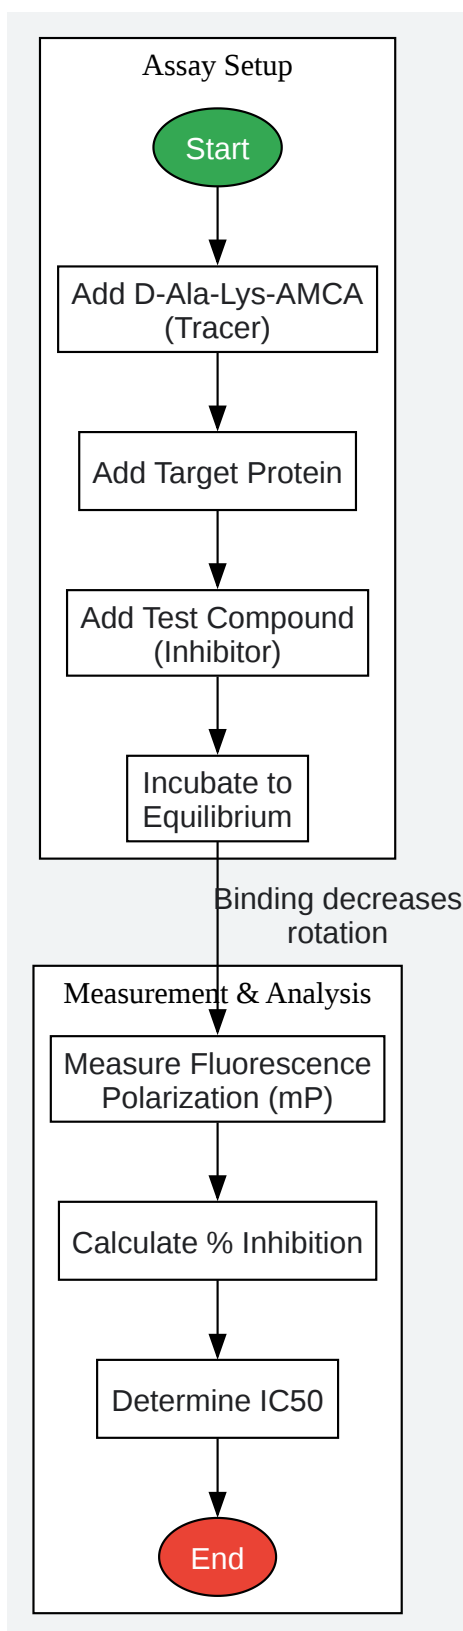 Assay Setup
Start
Add D-Ala-Lys-AMCA
(Tracer)
Add Target Protein
Add Test Compound
(Inhibitor)
Incubate to
Equilibrium
Binding decreases
rotation
Measurement & Analysis
Measure Fluorescence
Polarization (mP)
Calculate % Inhibition
Determine IC50
End